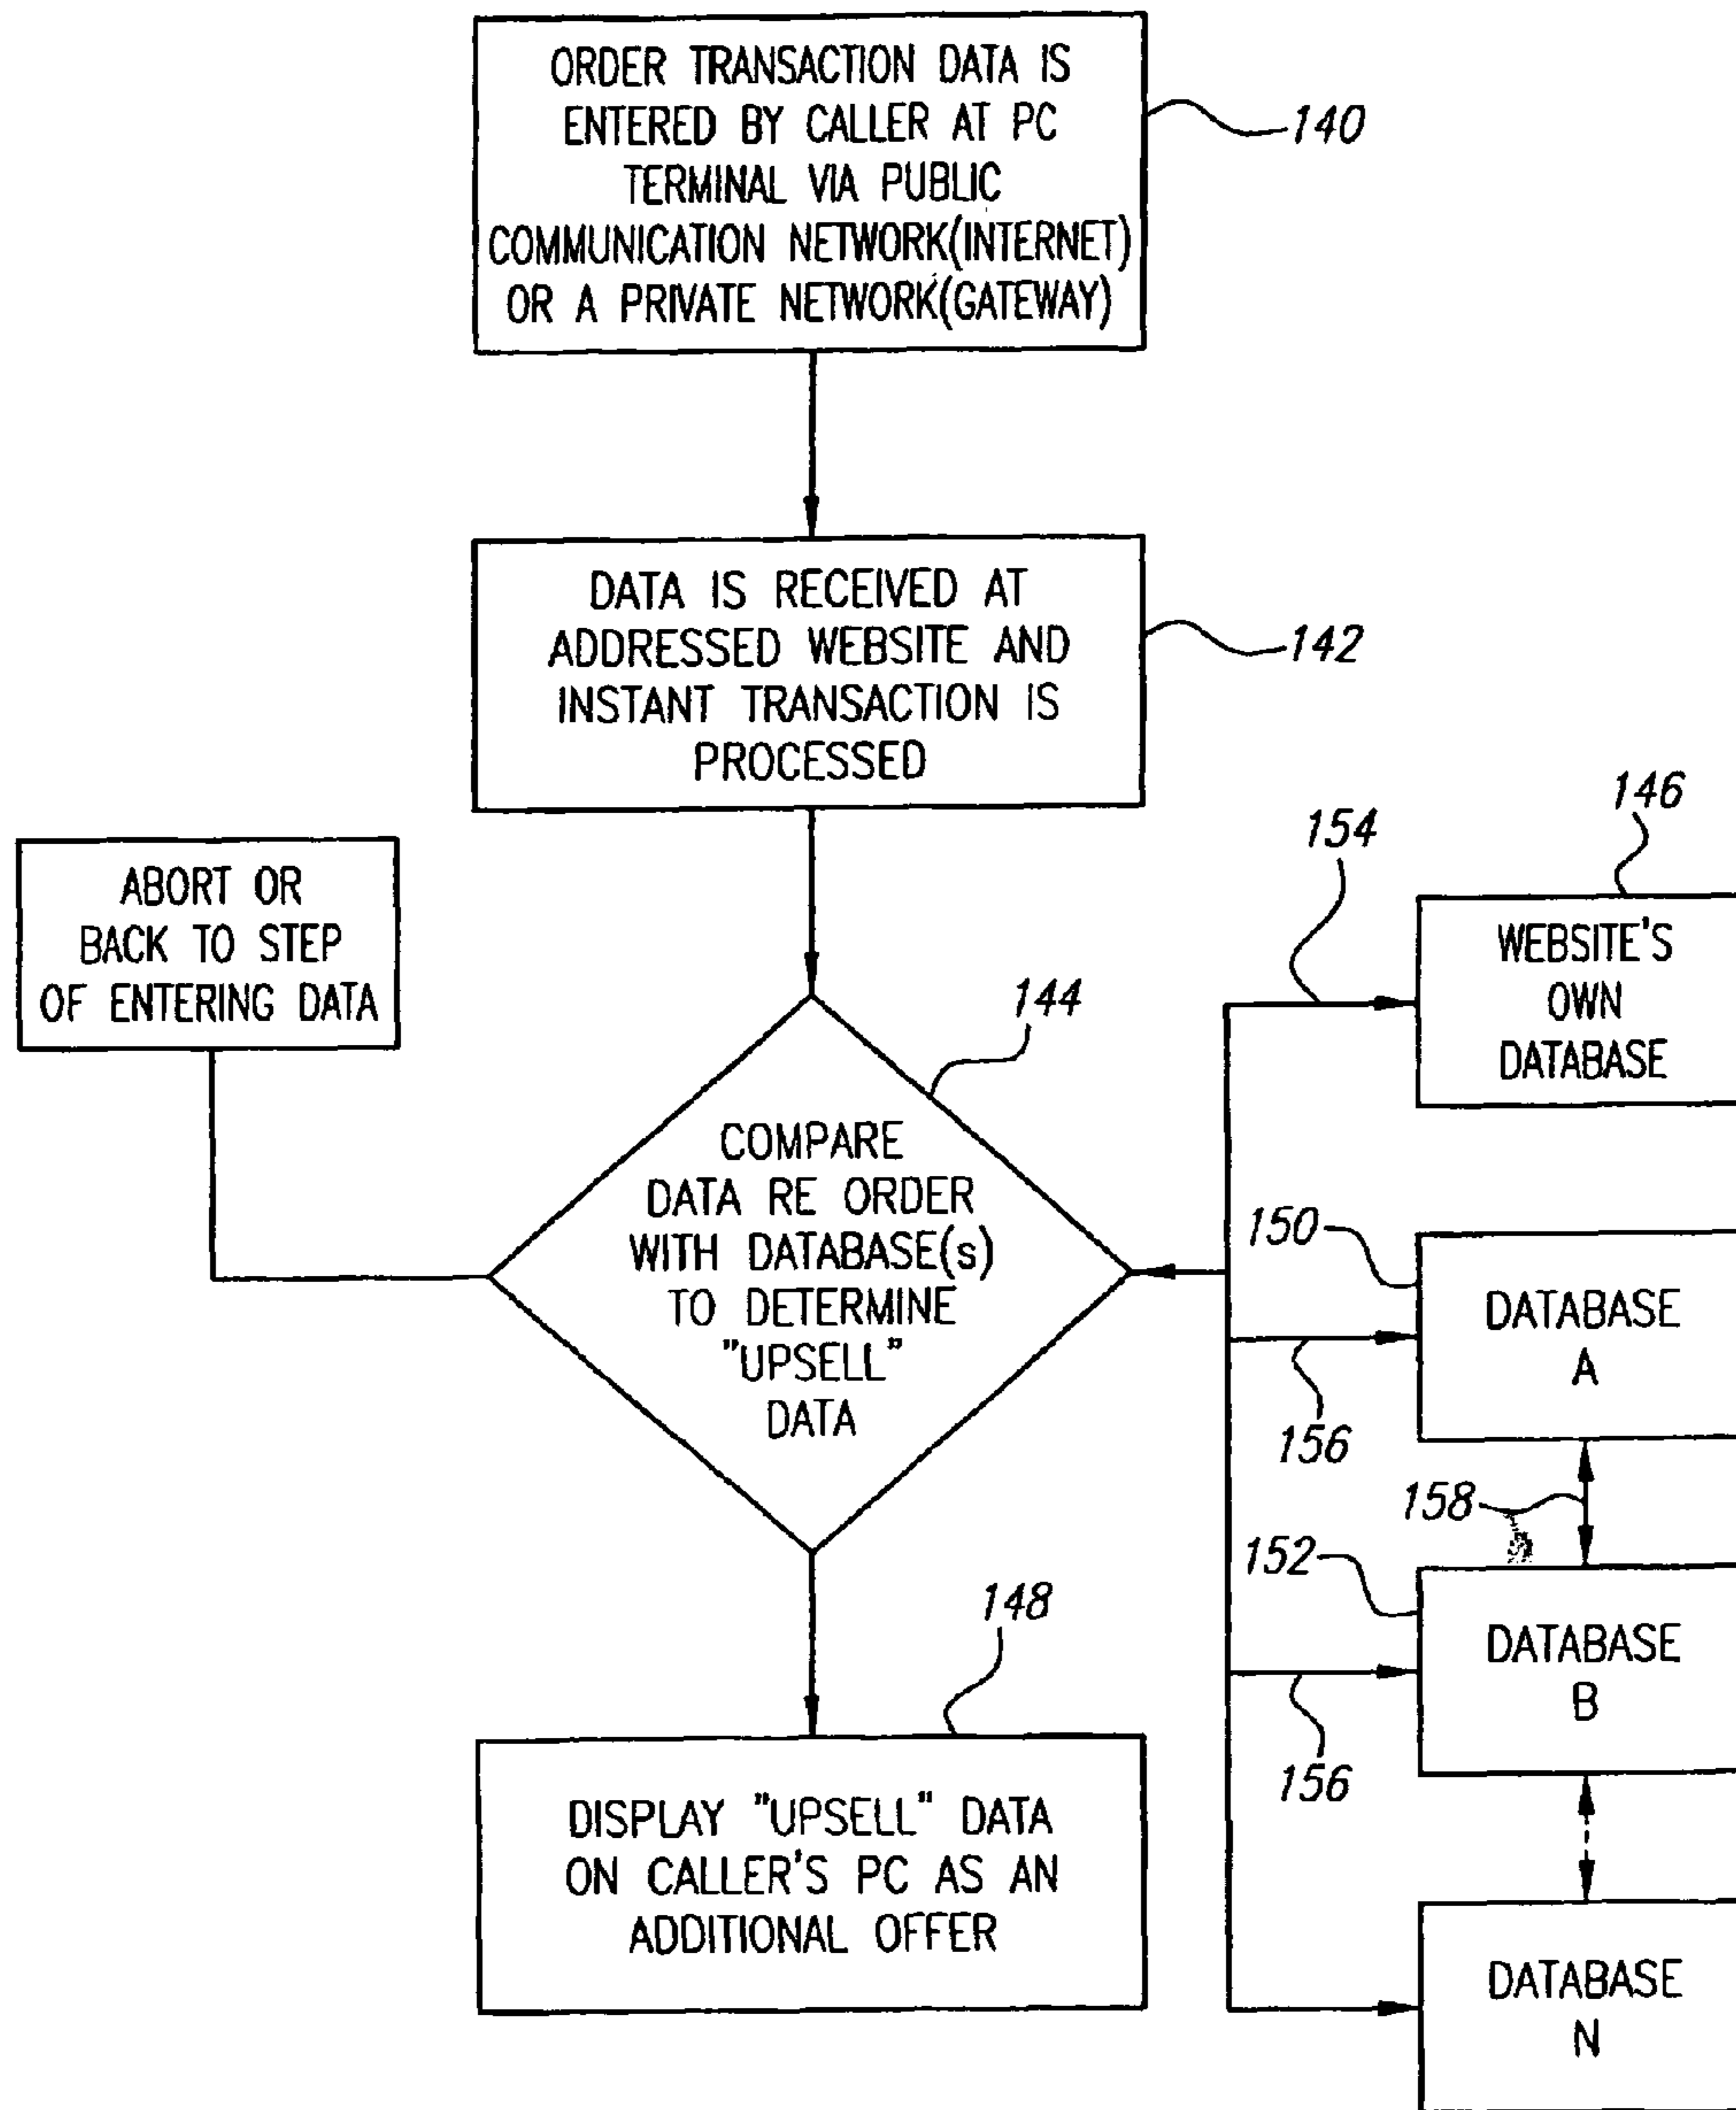 ORDER TRANSACTION DATA IS
ENTERED BY CALLER AT PC
TERMINAL VIA PUBLIC
COMMUNICATION NETWORK(INTERNET)
OR A PRIVATE NETWORK(GATEWAY)
140
DATA IS RECEIVED AT
ADDRESSED WEBSITE AND
INSTANT TRANSACTION IS
PROCESSED
142
ABORT OR
BACK TO STEP
OF ENTERING DATA
144
COMPARE
DATA RE ORDER
WITH DATABASE(s)
TO DETERMINE
"UPSELL"
DATA
154
146
WEBSITE'S
OWN
DATABASE
150
DATABASE
A
156
158
152
DATABASE
B
156
148
DISPLAY "UPSELL" DATA
ON CALLER'S PC AS AN
ADDITIONAL OFFER
DATABASE
N